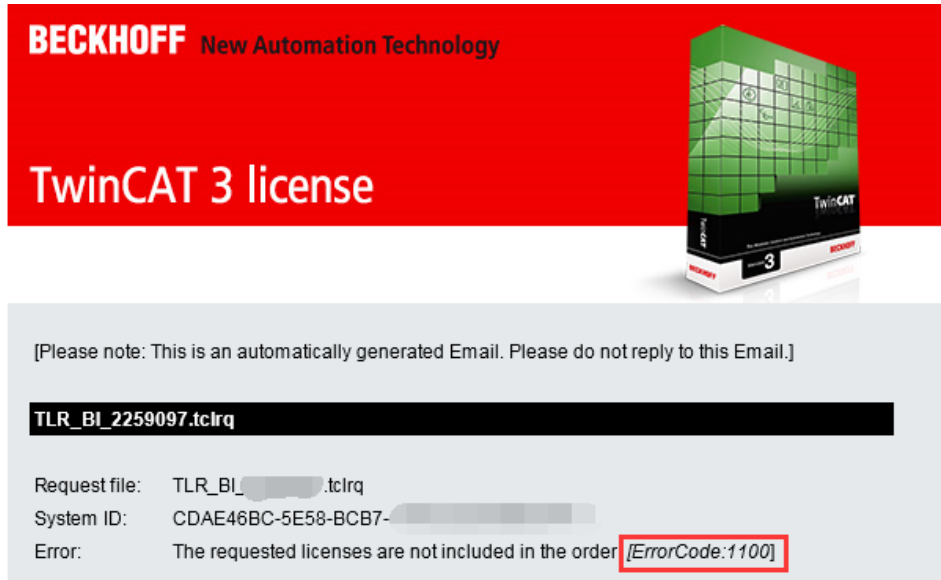 BECKHOFF New Automation Technology
TwinCAT 3 license
TwinCAT
TwinCAT
3
BECKHOFF
BECKHOFF
[Please note: This is an automatically generated Email. Please do not reply to this Email.]
TLR_BI_2259097.tclrq
Request file: TLR_BI_ .tclrq
System ID: CDAE46BC-5E58-BCB7-
Error: The requested licenses are not included in the order [ErrorCode:1100]